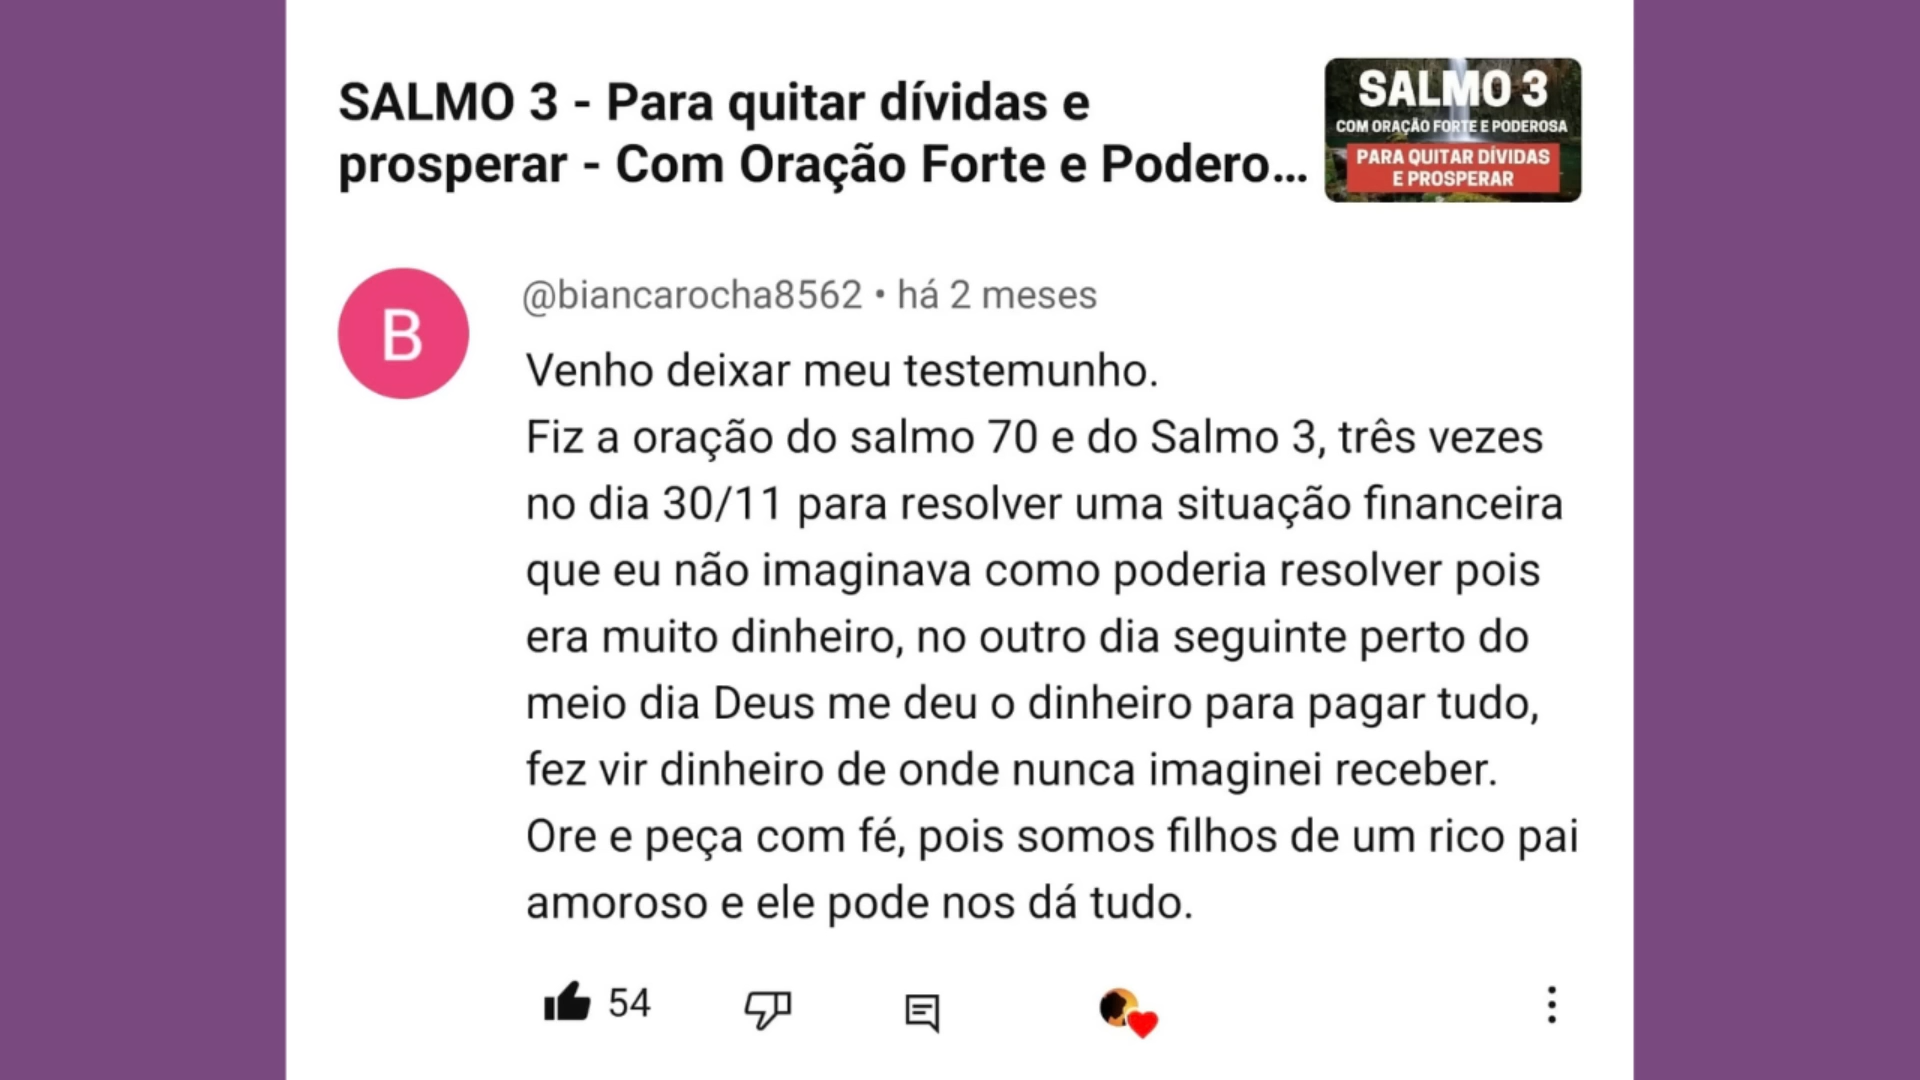 SALMO 3 - Para quitar dívidas e
prosperar - Com Oração Forte e Podero...
SALMO 3
COM ORAÇÃO FORTE E PODEROSA
PARA QUITAR DÍVIDAS
E PROSPERAR
B
@biancarocha8562 • há 2 meses
Venho deixar meu testemunho.
Fiz a oração do salmo 70 e do Salmo 3, três vezes
no dia 30/11 para resolver uma situação financeira
que eu não imaginava como poderia resolver pois
era muito dinheiro, no outro dia seguinte perto do
meio dia Deus me deu o dinheiro para pagar tudo,
fez vir dinheiro de onde nunca imaginei receber.
Ore e peça com fé, pois somos filhos de um rico pai
amoroso e ele pode nos dá tudo.
54